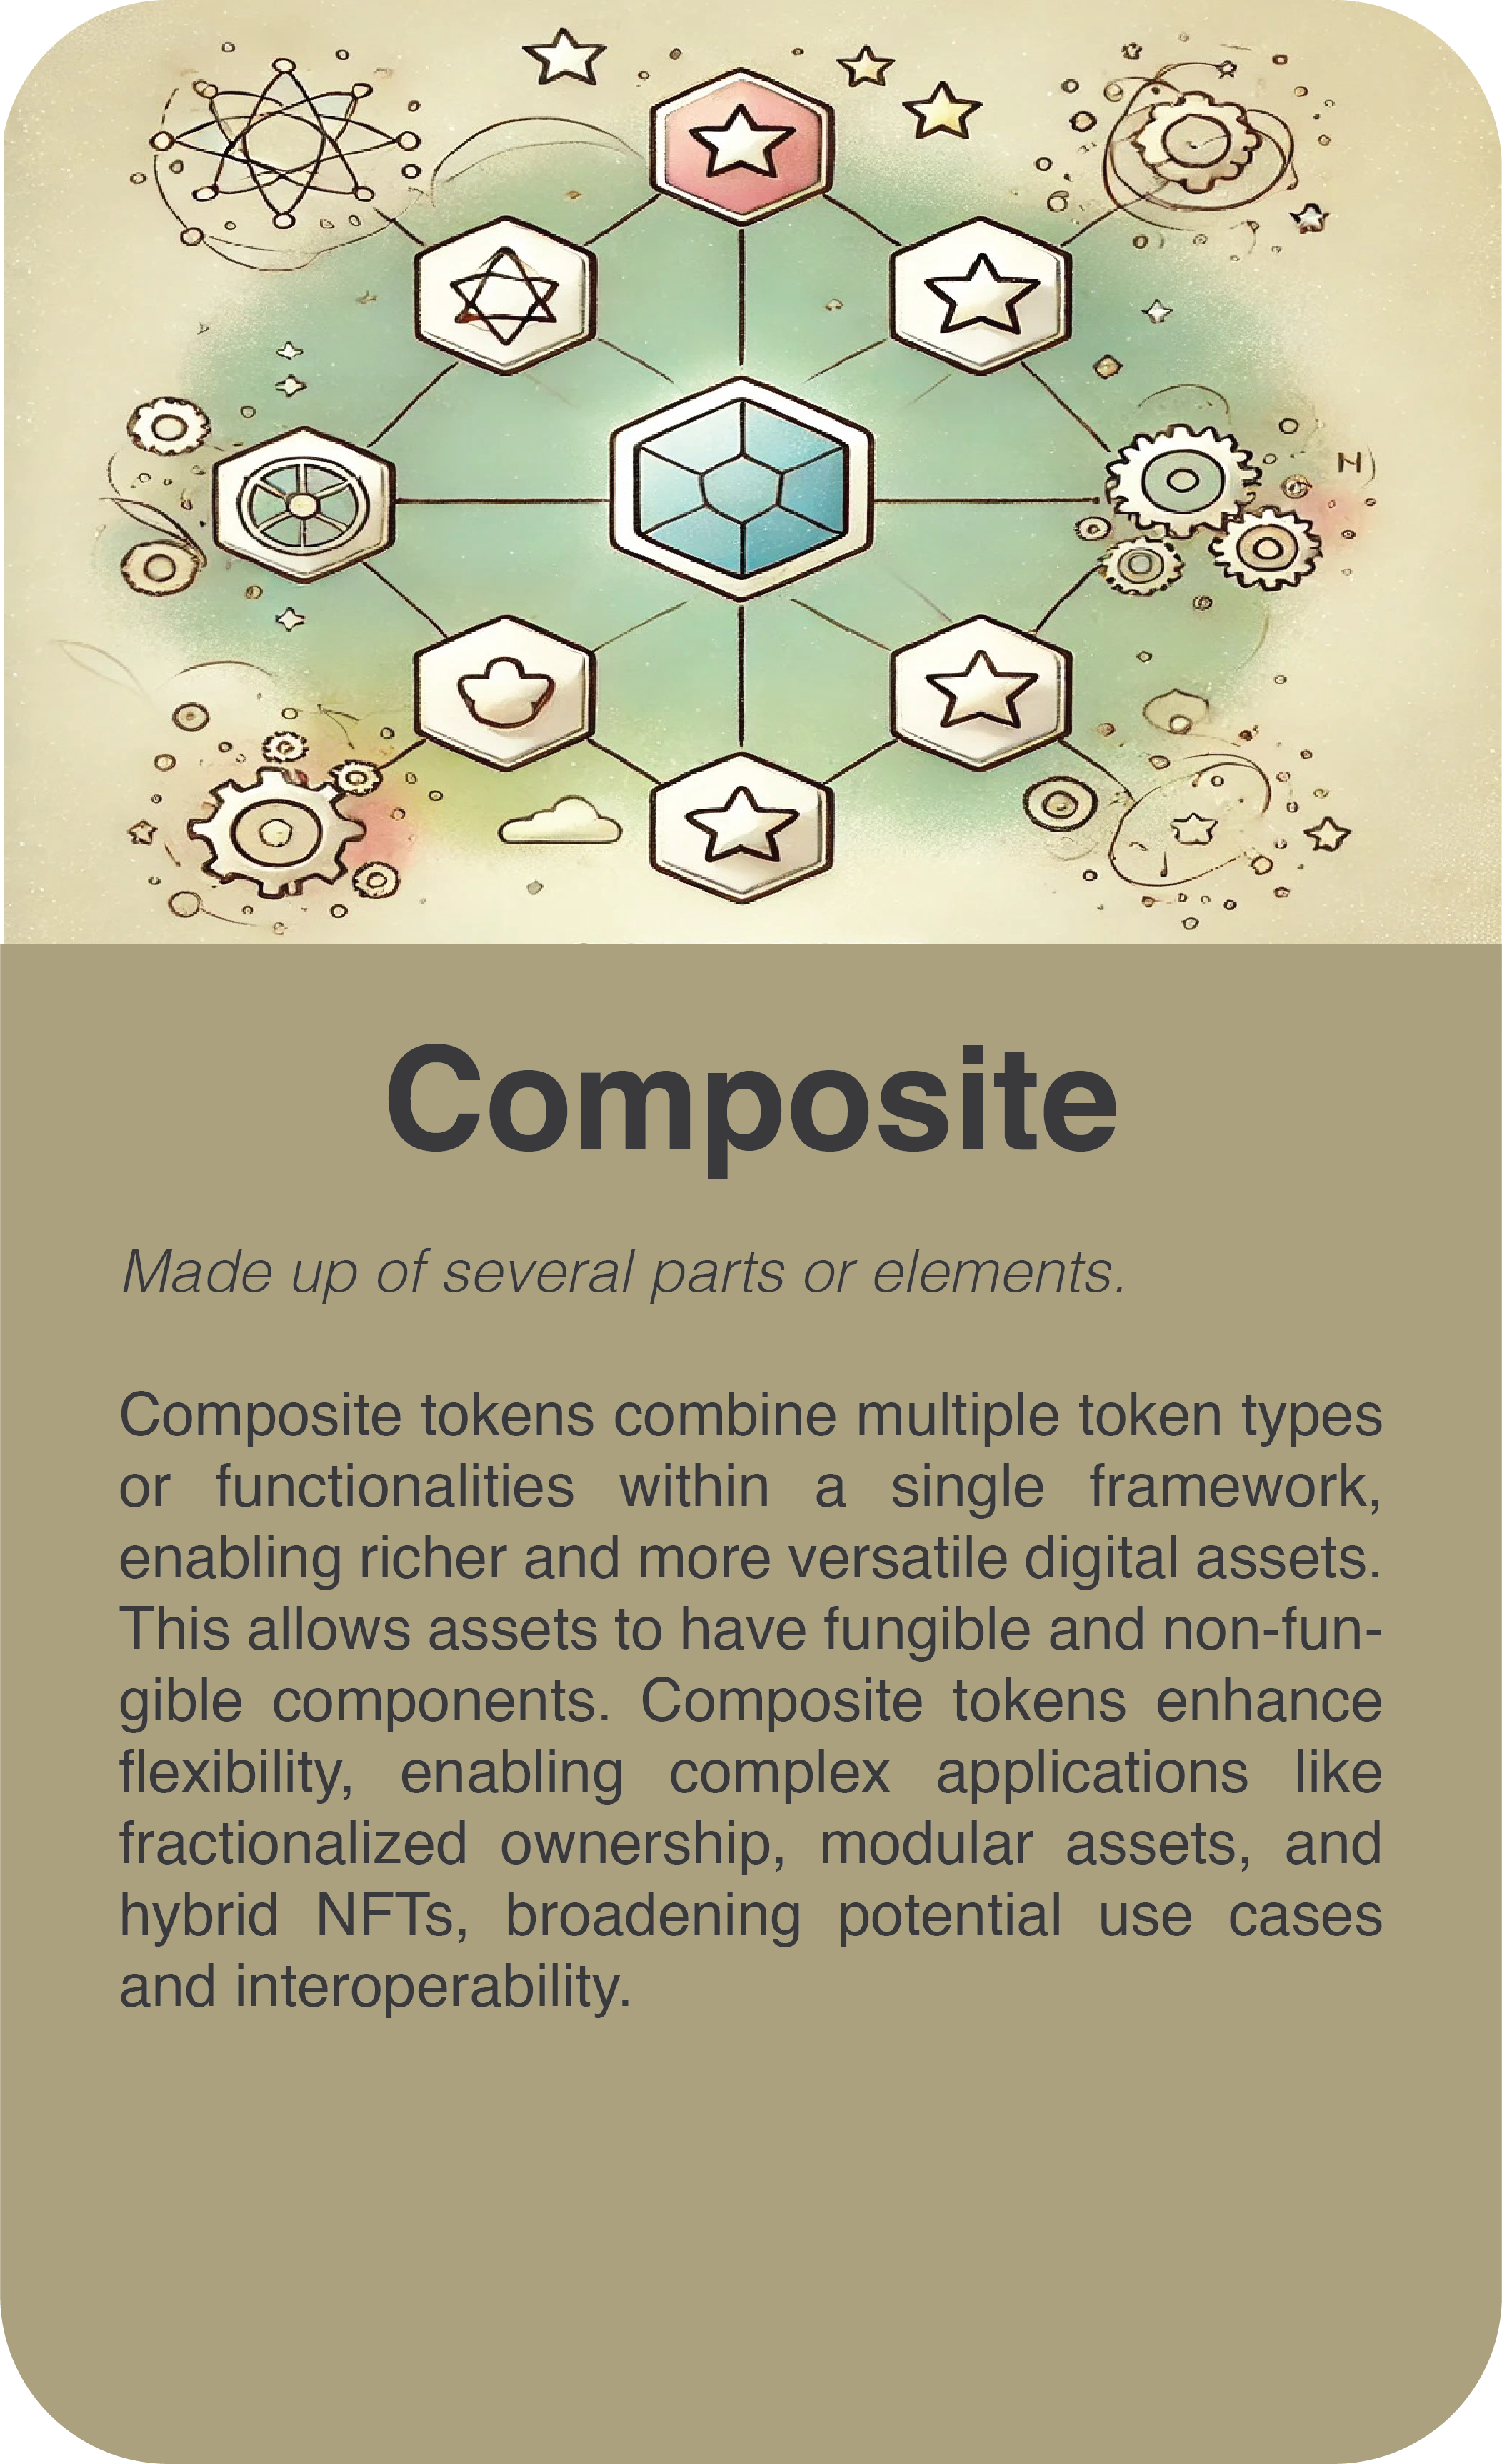 N
Composite
Made up of several parts or elements.
Composite tokens combine multiple token types
or functionalities within a single framework,
enabling richer and more versatile digital assets.
This allows assets to have fungible and non-fun-
gible components. Composite tokens enhance
flexibility, enabling complex applications like
fractionalized ownership, modular assets, and
hybrid NFTs, broadening potential use cases
and interoperability.